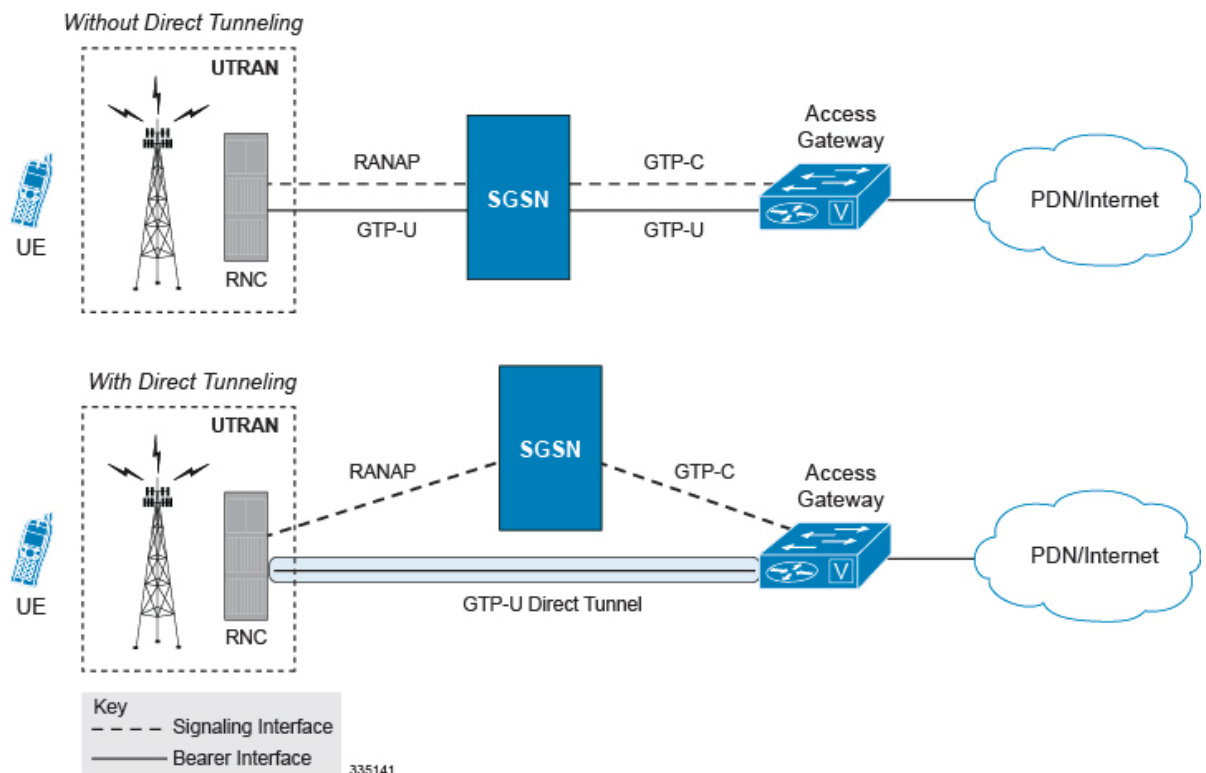 Without Direct Tunneling
UTRAN
UE
RNC
RANAP
GTP-U
SGSN
GTP-C
GTP-U
Access
Gateway
V
PDN/Internet
With Direct Tunneling
UTRAN
UE
RNC
RANAP
SGSN
GTP-C
GTP-U Direct Tunnel
Access
Gateway
V
PDN/Internet
Key
Signaling Interface
Bearer Interface
335141